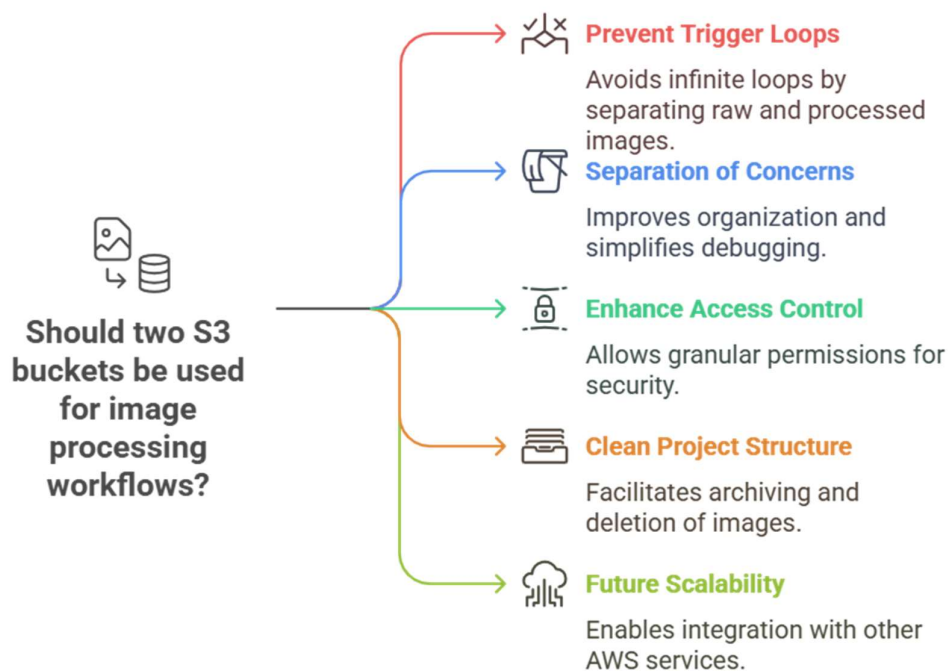 Should two S3
buckets be used
for image
processing
workflows?
Prevent Trigger Loops
Avoids infinite loops by
separating raw and processed
images.
Separation of Concerns
Improves organization and
simplifies debugging.
Enhance Access Control
Allows granular permissions for
security.
Clean Project Structure
Facilitates archiving and
deletion of images.
Future Scalability
Enables integration with other
AWS services.